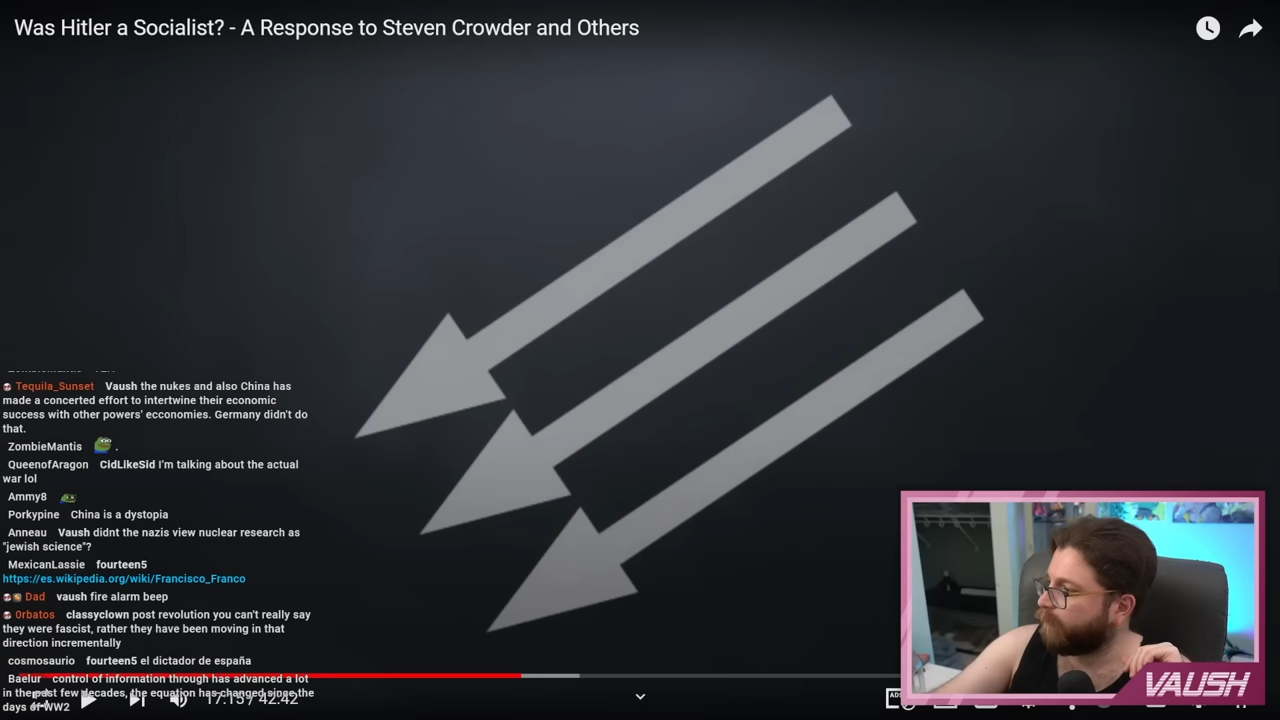 Was Hitler a Socialist? - A Response to Steven Crowder and Others
Tequila_Sunset Vaush the nukes and also China has
made a concerted effort to intertwine their economic
success with other powers' ecconomies. Germany didn't do
that.
ZombieMantis .
QueenofAragon CidLikeSid I'm talking about the actual
war lol
Ammy8
Porkypine China is a dystopia
Anneau Vaush didnt the nazis view nuclear research as
"jewish science"?
MexicanLassie fourteen5
https://es.wikipedia.org/wiki/Francisco_Franco
Dad vaush fire alarm beep
0rbatos classyclown post revolution you can't really say
they were fascist, rather they have been moving in that
direction incrementally
cosmosaurio fourteen5 el dictador de españa
Baelur control of information through has advanced a lot
in the past few decades, the equation has changed since the
days of WW2
17:15 / 42:42
VAUSH